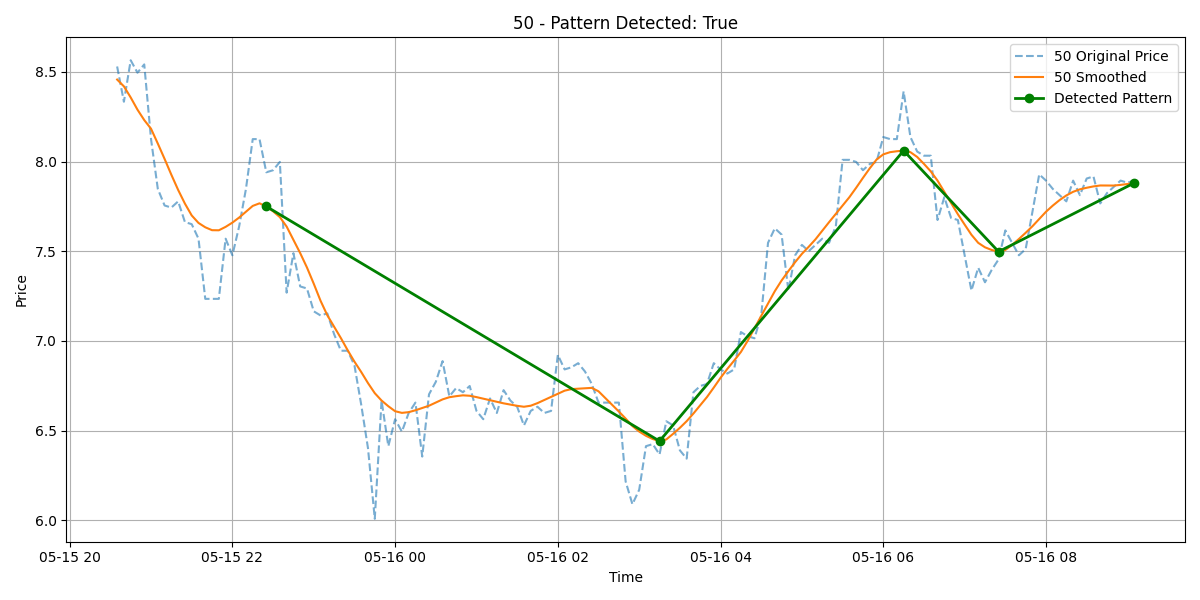 50 - Pattern Detected: True
50 Original Price
50 Smoothed
Detected Pattern
Price
8.5
8.0
7.5
7.0
6.5
6.0
05-15 20
05-15 22
05-16 00
05-16 02
05-16 04
05-16 06
05-16 08
Time